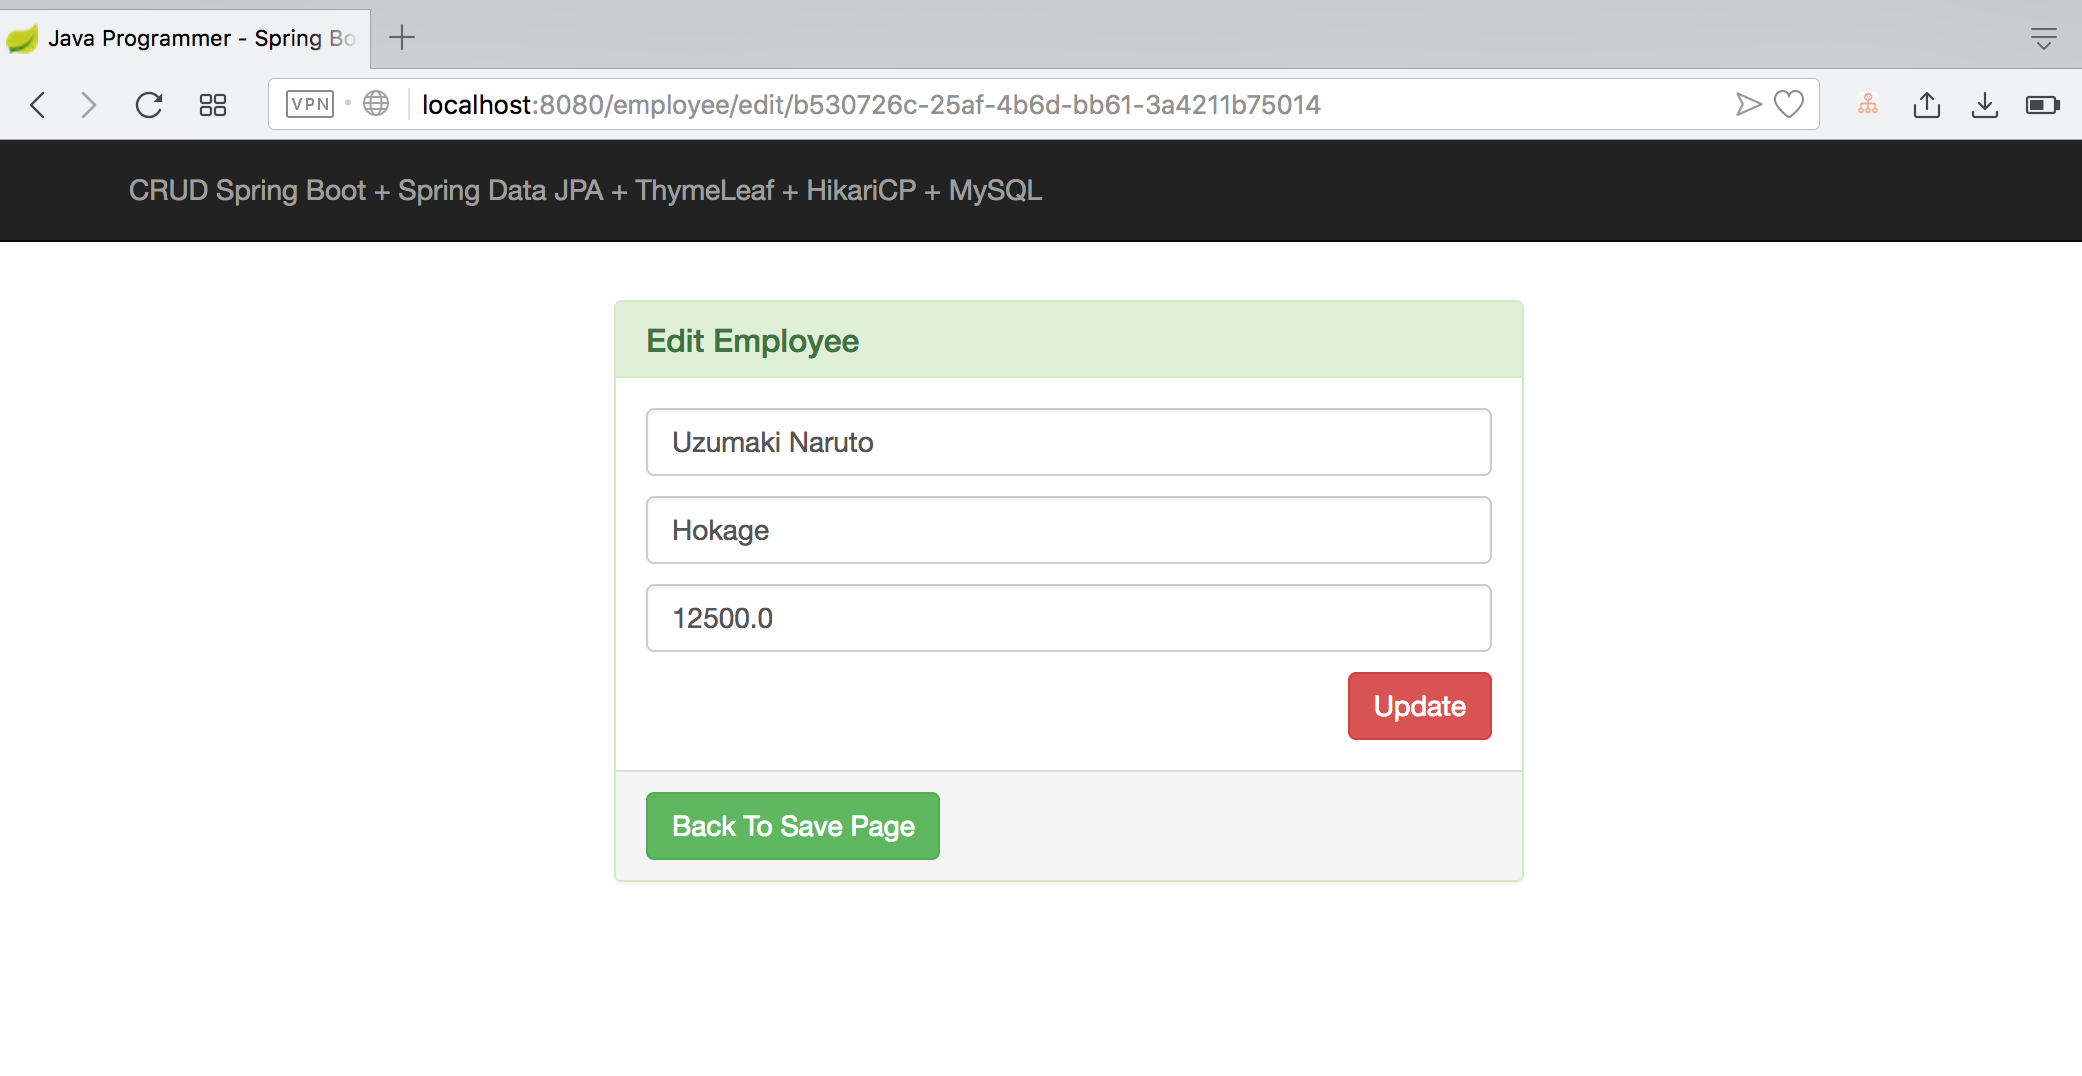 Java Programmer - Spring Bo
VPN
localhost:8080/employee/edit/b530726c-25af-4b6d-bb61-3a4211b75014
CRUD Spring Boot + Spring Data JPA + ThymeLeaf + HikariCP + MySQL
Edit Employee
Uzumaki Naruto
Hokage
12500.0
Update
Back To Save Page